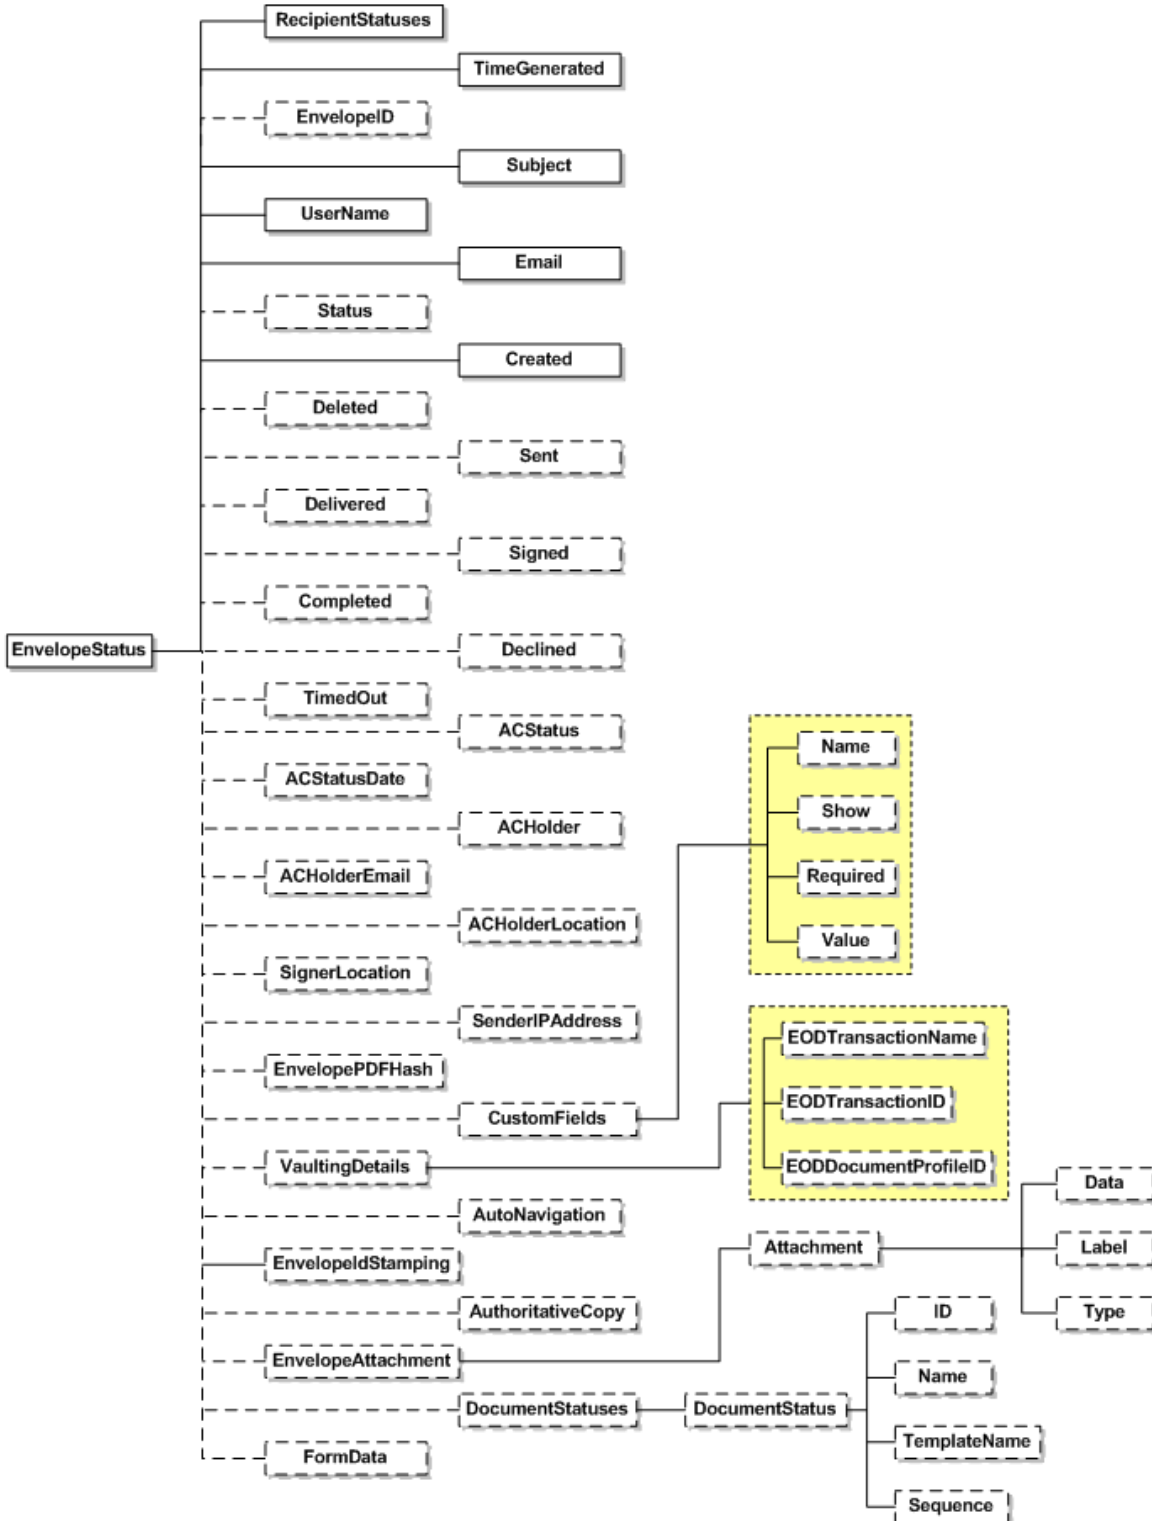 RecipientStatuses
TimeGenerated
EnvelopeID
Subject
UserName
Email
Status
Created
Deleted
Sent
Delivered
Signed
Completed
EnvelopeStatus
Declined
TimedOut
ACStatus
Name
ACStatusDate
Show
ACHolder
ACHolderEmail
Required
ACHolderLocation
Value
SignerLocation
SenderIPAddress
EODTransactionName
EnvelopePDFHash
EODTransactionID
CustomFields
VaultingDetails
EODDocumentProfileID
Data
AutoNavigation
Attachment
Label
EnvelopeIdStamping
AuthoritativeCopy
ID
Type
EnvelopeAttachment
Name
DocumentStatuses
DocumentStatus
TemplateName
FormData
Sequence